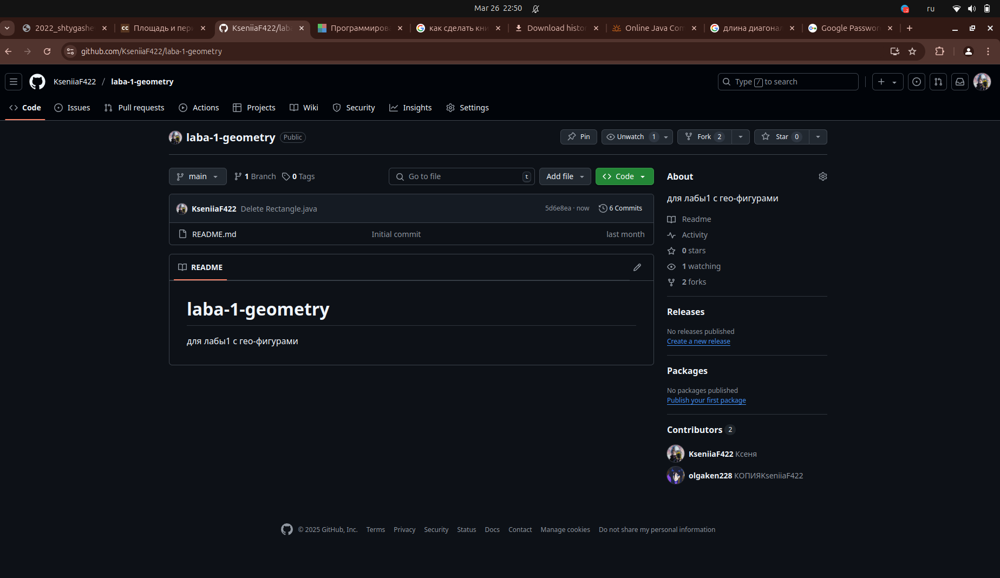 Mar 26 22:50
ru
2022_shtygashe
Площадь и пер
KseniiaF422/lab
Программиров
как сделать кни
Download histo
Online Java Com
длина диагонал
Google Passwor
github.com/KseniiaF422/laba-1-geometry
KseniiaF422 / laba-1-geometry
Type / to search
Code
Issues
Pull requests
Actions
Projects
Wiki
Security
Insights
Settings
laba-1-geometry Public
Pin
Unwatch 1
Fork 2
Star 0
main
1 Branch
0 Tags
Go to file t
Add file
Code
KseniiaF422 Delete Rectangle.java
5d6e8ea · now
6 Commits
README.md
Initial commit
last month
README
laba-1-geometry
для лабы1 с гео-фигурами
About
для лабы1 с гео-фигурами
Readme
Activity
0 stars
1 watching
2 forks
Releases
No releases published
Create a new release
Packages
No packages published
Publish your first package
Contributors 2
KseniiaF422 Ксеня
olgaken228 КОПИЯKseniiaF422
© 2025 GitHub, Inc. Terms Privacy Security Status Docs Contact Manage cookies Do not share my personal information